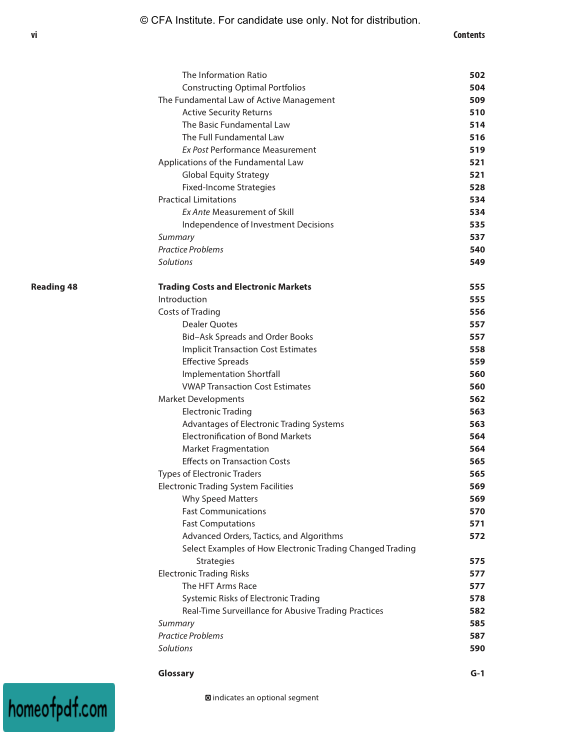 © CFA Institute. For candidate use only. Not for distribution.
vi Contents
The Information Ratio 502
Constructing Optimal Portfolios 504
The Fundamental Law of Active Management 509
Active Security Returns 510
The Basic Fundamental Law 514
The Full Fundamental Law 516
Ex Post Performance Measurement 519
Applications of the Fundamental Law 521
Global Equity Strategy 521
Fixed-Income Strategies 528
Practical Limitations 534
Ex Ante Measurement of Skill 534
Independence of Investment Decisions 535
Summary 537
Practice Problems 540
Solutions 549
Reading 48 Trading Costs and Electronic Markets 555
Introduction 555
Costs of Trading 556
Dealer Quotes 557
Bid–Ask Spreads and Order Books 557
Implicit Transaction Cost Estimates 558
Effective Spreads 559
Implementation Shortfall 560
VWAP Transaction Cost Estimates 560
Market Developments 562
Electronic Trading 563
Advantages of Electronic Trading Systems 563
Electronification of Bond Markets 564
Market Fragmentation 564
Effects on Transaction Costs 565
Types of Electronic Traders 565
Electronic Trading System Facilities 569
Why Speed Matters 569
Fast Communications 570
Fast Computations 571
Advanced Orders, Tactics, and Algorithms 572
Select Examples of How Electronic Trading Changed Trading
Strategies 575
Electronic Trading Risks 577
The HFT Arms Race 577
Systemic Risks of Electronic Trading 578
Real-Time Surveillance for Abusive Trading Practices 582
Summary 585
Practice Problems 587
Solutions 590
Glossary G-1
indicates an optional segment
homeofpdf.com